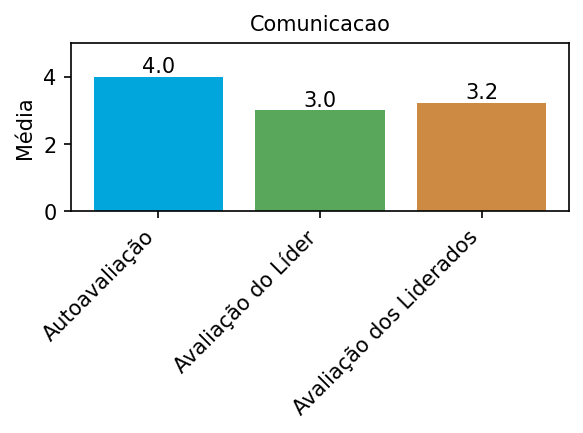 Comunicacao
Média
4
2
0
4.0
3.0
3.2
Autoavaliação
Avaliação do Líder
Avaliação dos Liderados